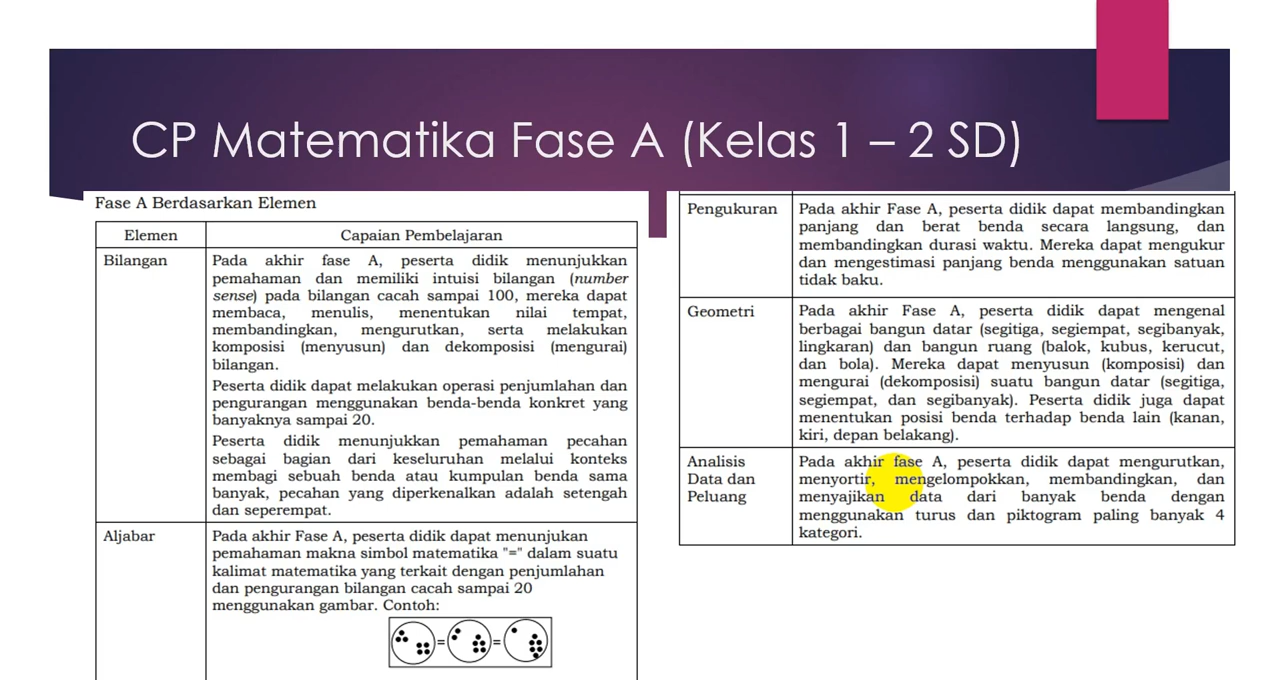 CP Matematika Fase A (Kelas 1 – 2 SD)
Fase A Berdasarkan Elemen
Elemen
Capaian Pembelajaran
Bilangan
Pada akhir fase A, peserta didik menunjukkan
pemahaman dan memiliki intuisi bilangan (number
sense) pada bilangan cacah sampai 100, mereka dapat
membaca, menulis, menentukan nilai tempat,
membandingkan, mengurutkan, serta melakukan
komposisi (menyusun) dan dekomposisi (mengurai)
bilangan.
Peserta didik dapat melakukan operasi penjumlahan dan
pengurangan menggunakan benda-benda konkret yang
banyaknya sampai 20.
Peserta didik menunjukkan pemahaman pecahan
sebagai bagian dari keseluruhan melalui konteks
membagi sebuah benda atau kumpulan benda sama
banyak, pecahan yang diperkenalkan adalah setengah
dan seperempat.
Aljabar
Pada akhir Fase A, peserta didik dapat menunjukan
pemahaman makna simbol matematika "=" dalam suatu
kalimat matematika yang terkait dengan penjumlahan
dan pengurangan bilangan cacah sampai 20
menggunakan gambar. Contoh:
= =
Pengukuran
Pada akhir Fase A, peserta didik dapat membandingkan
panjang dan berat benda secara langsung, dan
membandingkan durasi waktu. Mereka dapat mengukur
dan mengestimasi panjang benda menggunakan satuan
tidak baku.
Geometri
Pada akhir Fase A, peserta didik dapat mengenal
berbagai bangun datar (segitiga, segiempat, segibanyak,
lingkaran) dan bangun ruang (balok, kubus, kerucut,
dan bola). Mereka dapat menyusun (komposisi) dan
mengurai (dekomposisi) suatu bangun datar (segitiga,
segiempat, dan segibanyak). Peserta didik juga dapat
menentukan posisi benda terhadap benda lain (kanan,
kiri, depan belakang).
Analisis
Data dan
Peluang
Pada akhir fase A, peserta didik dapat mengurutkan,
menyortir, mengelompokkan, membandingkan, dan
menyajikan data dari banyak benda dengan
menggunakan turus dan piktogram paling banyak 4
kategori.